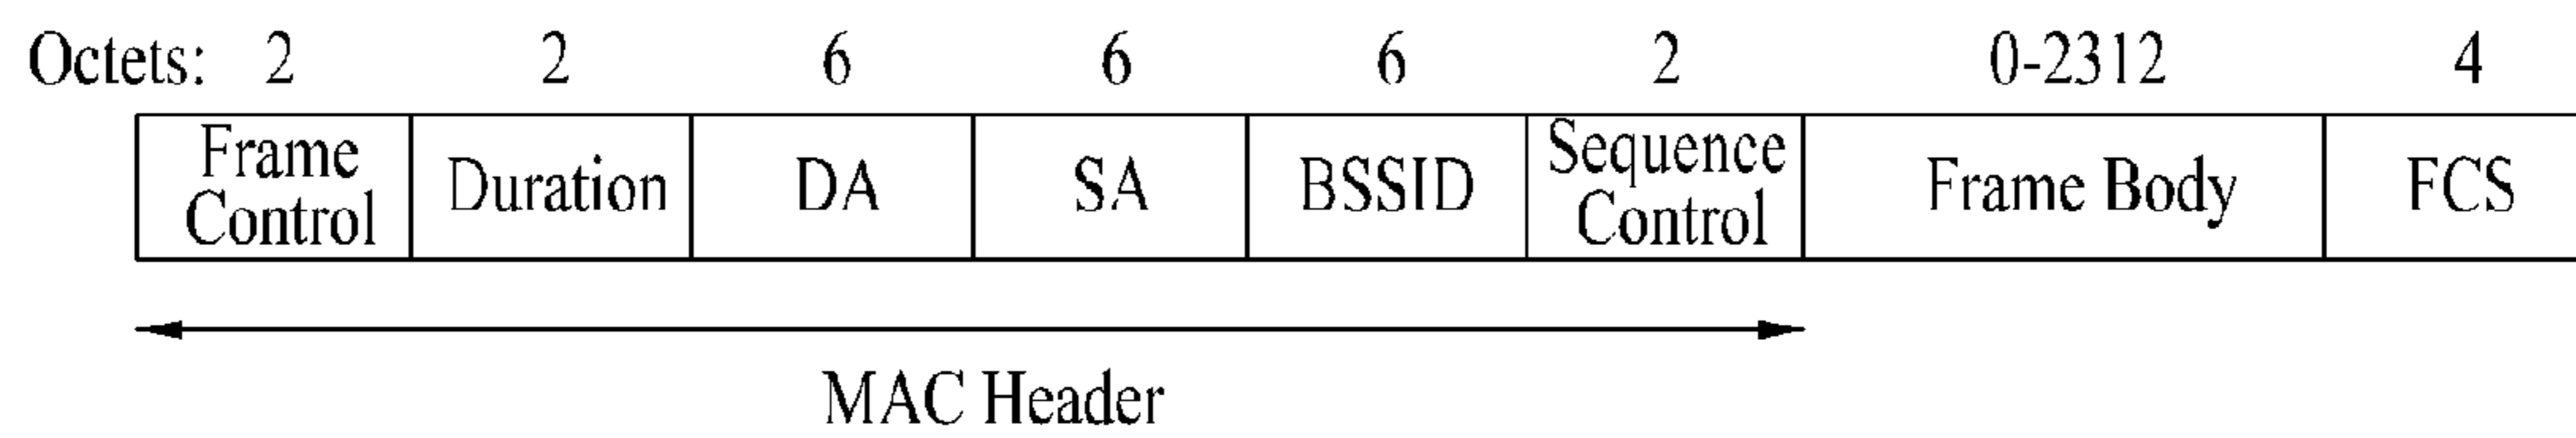 Octets: 2 2 6 6 6 2 0-2312 4
Frame Control Duration DA SA BSSID Sequence Control Frame Body FCS
MAC Header